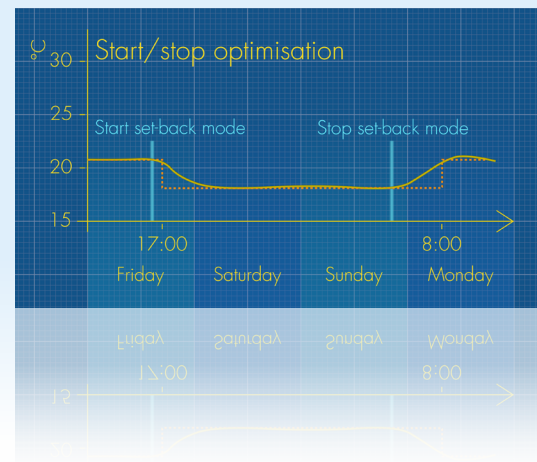 Start/stop optimisation
°C
30
25
Start set-back mode
Stop set-back mode
20
15
17:00
8:00
Friday
Saturday
Sunday
Monday